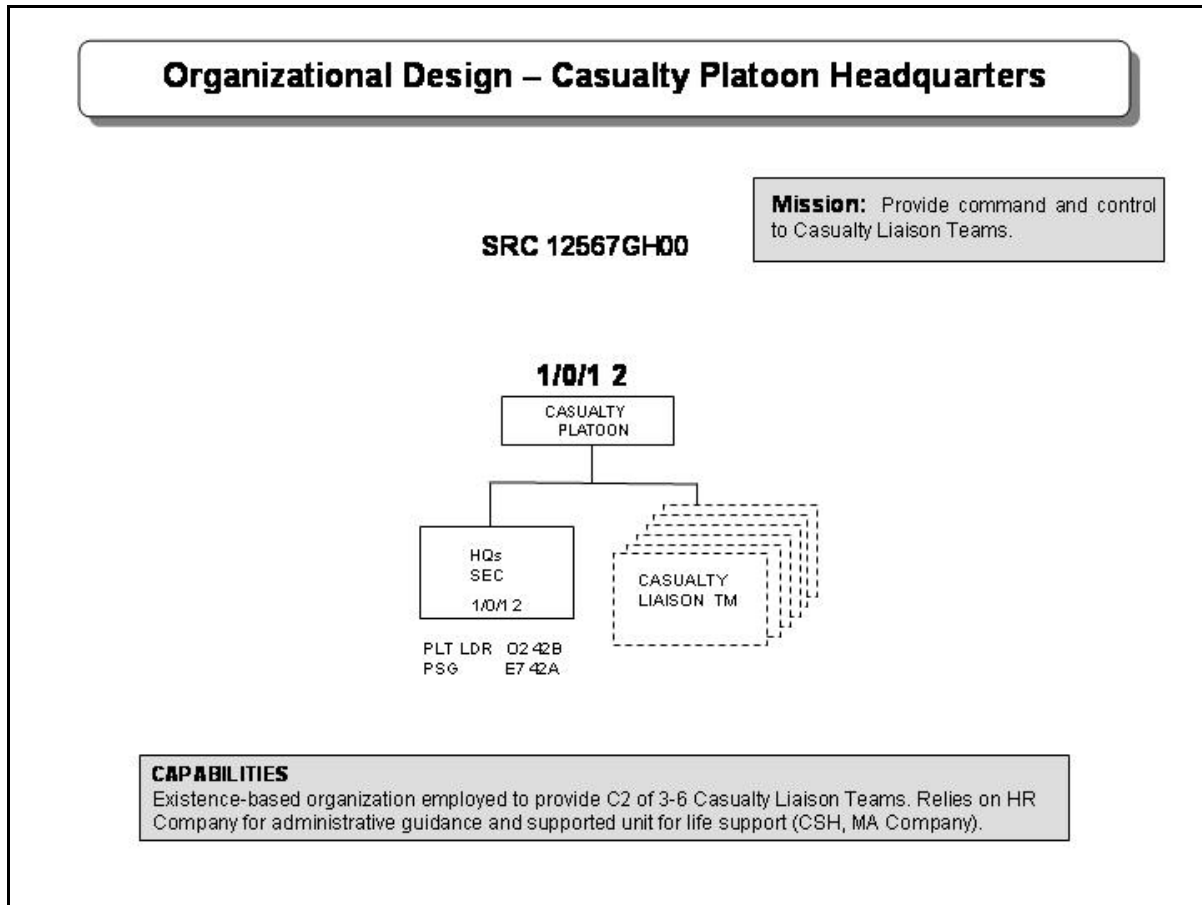 Organizational Design – Casualty Platoon Headquarters
Mission: Provide command and control
to Casualty Liaison Teams.
SRC 12567GH00
1/0/1 2
CASUALTY
PLATOON
HQs
SEC
1/0/1 2
CASUALTY
LIAISON TM
PLT LDR O2 42B
PSG E7 42A
CAPABILITIES
Existence-based organization employed to provide C2 of 3-6 Casualty Liaison Teams. Relies on HR
Company for administrative guidance and supported unit for life support (CSH, MA Company).